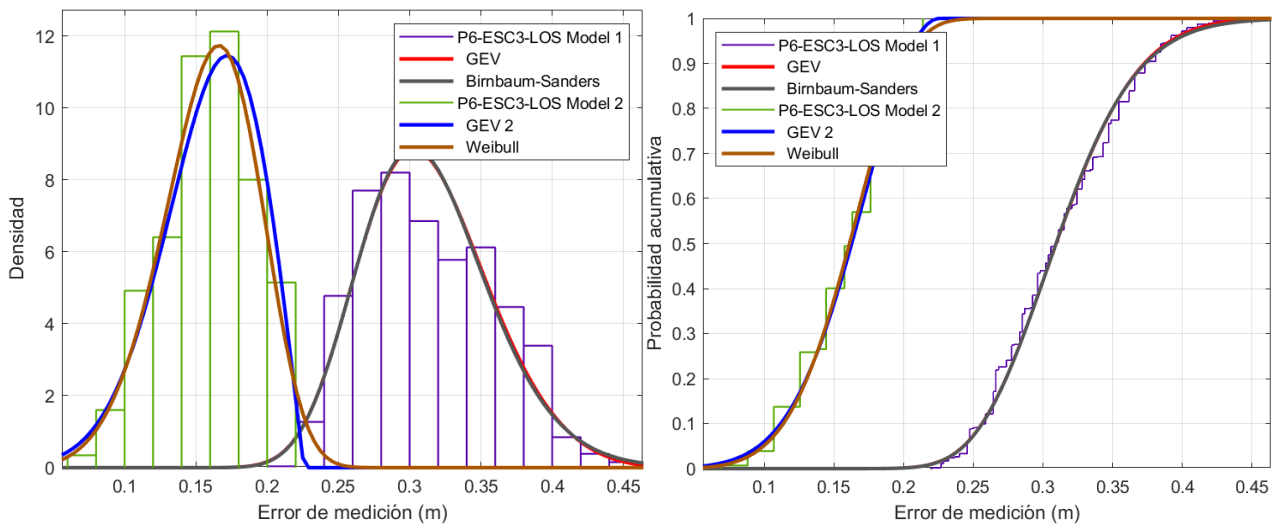 12
10
8
6
4
2
0
Densidad
0.1
0.15
0.2
0.25
0.3
0.35
0.4
0.45
Error de medición (m)
P6-ESC3-LOS Model 1
GEV
Birnbaum-Sanders
P6-ESC3-LOS Model 2
GEV 2
Weibull
1
0.9
0.8
0.7
0.6
0.5
0.4
0.3
0.2
0.1
0
Probabilidad acumulativa
0.1
0.15
0.2
0.25
0.3
0.35
0.4
0.45
Error de medición (m)
P6-ESC3-LOS Model 1
GEV
Birnbaum-Sanders
P6-ESC3-LOS Model 2
GEV 2
Weibull